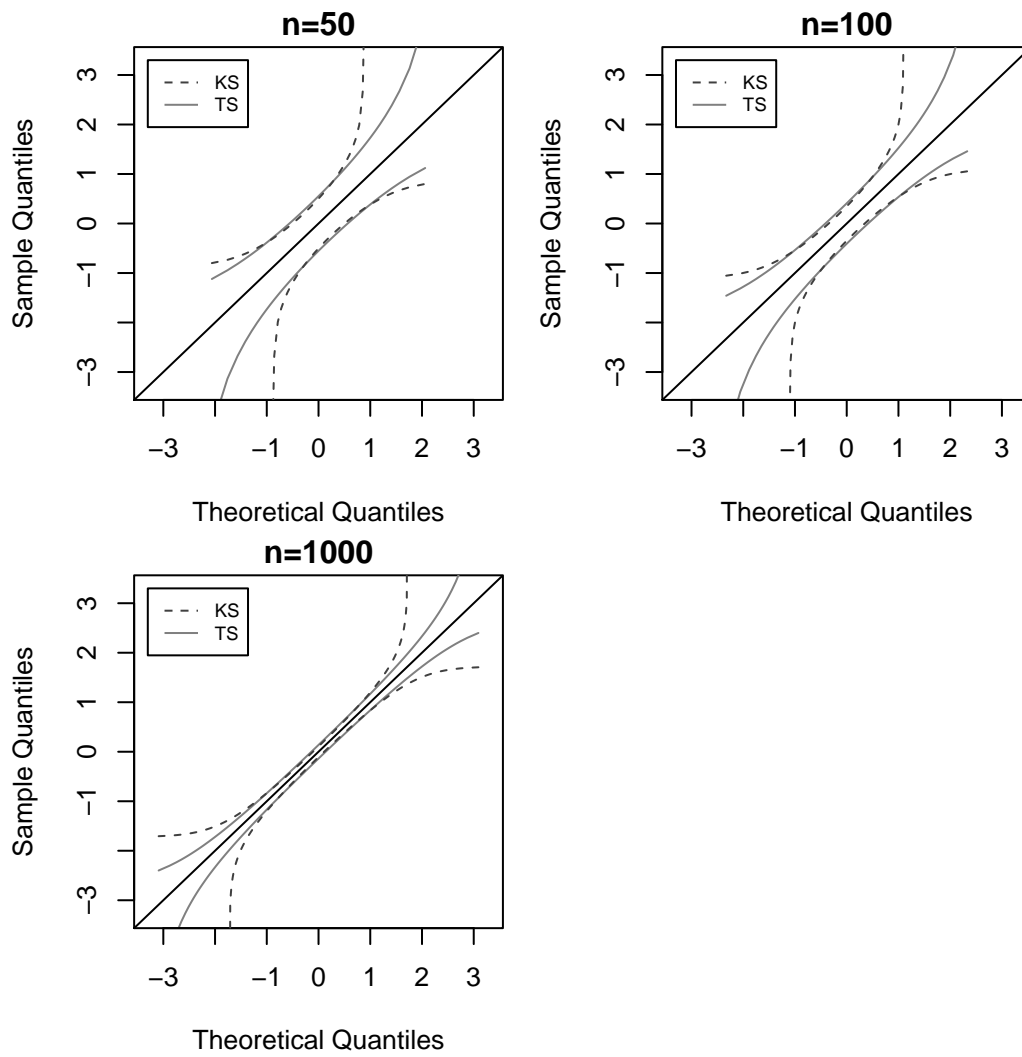 n=50
KS
TS
Sample Quantiles
3
2
1
0
−1
−3
−3 −1 0 1 2 3
Theoretical Quantiles
n=100
KS
TS
Sample Quantiles
3
2
1
0
−1
−3
−3 −1 0 1 2 3
Theoretical Quantiles
n=1000
KS
TS
Sample Quantiles
3
2
1
0
−1
−3
−3 −1 0 1 2 3
Theoretical Quantiles